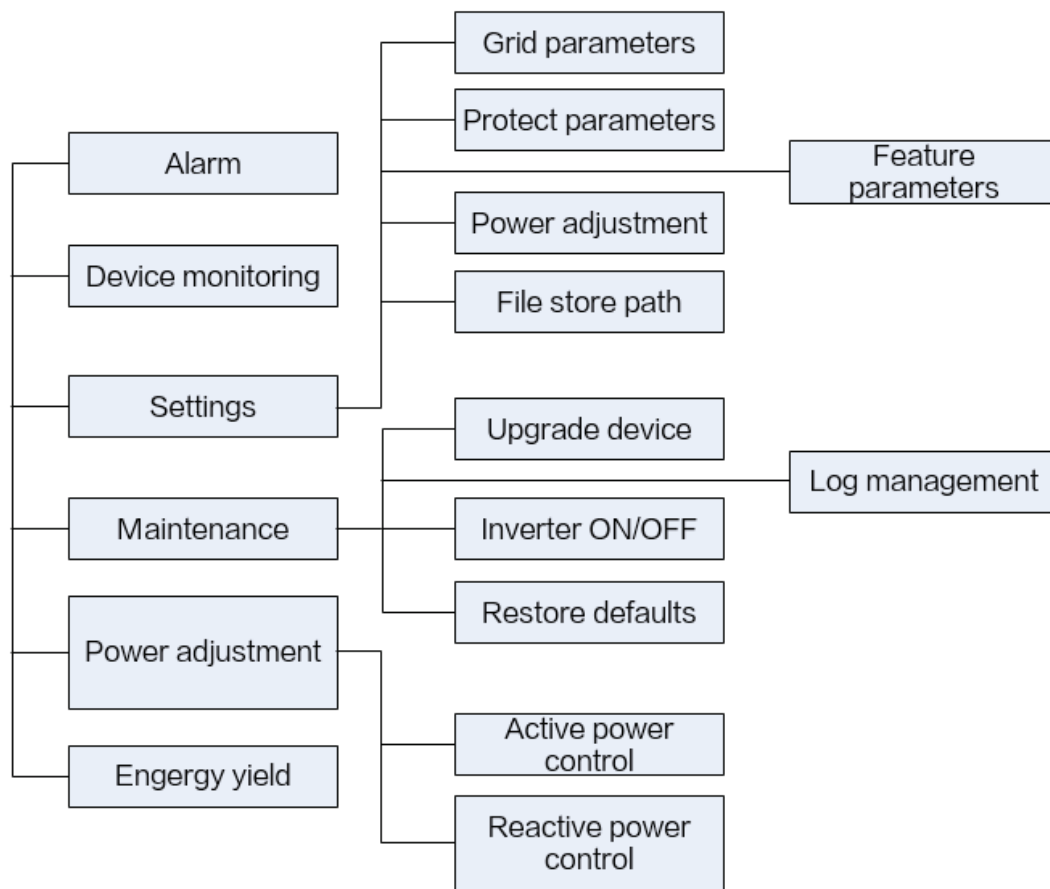 Grid parameters
Protect parameters
Feature
parameters
Power adjustment
File store path
Alarm
Device monitoring
Settings
Maintenance
Power adjustment
Engergy yield
Upgrade device
Log management
Inverter ON/OFF
Restore defaults
Active power
control
Reactive power
control